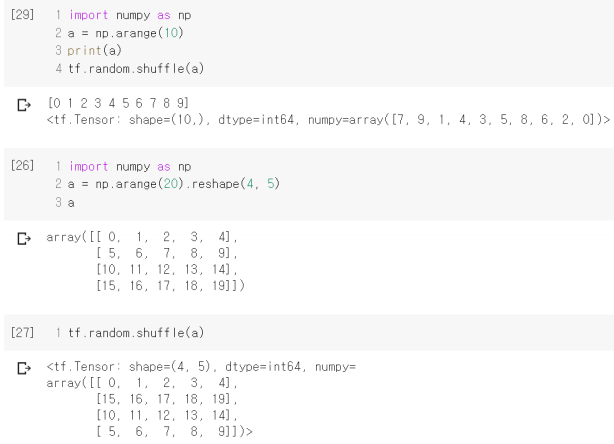 [29] 1 import numpy as np
2 a = np.arange(10)
3 print(a)
4 tf.random.shuffle(a)
[0 1 2 3 4 5 6 7 8 9]
<tf.Tensor: shape=(10,), dtype=int64, numpy=array([7, 9, 1, 4, 3, 5, 8, 6, 2, 0])>
[26] 1 import numpy as np
2 a = np.arange(20).reshape(4, 5)
3 a
array([[ 0, 1, 2, 3, 4],
[ 5, 6, 7, 8, 9],
[10, 11, 12, 13, 14],
[15, 16, 17, 18, 19]])
[27] 1 tf.random.shuffle(a)
<tf.Tensor: shape=(4, 5), dtype=int64, numpy=
array([[ 0, 1, 2, 3, 4],
[15, 16, 17, 18, 19],
[10, 11, 12, 13, 14],
[ 5, 6, 7, 8, 9]])>